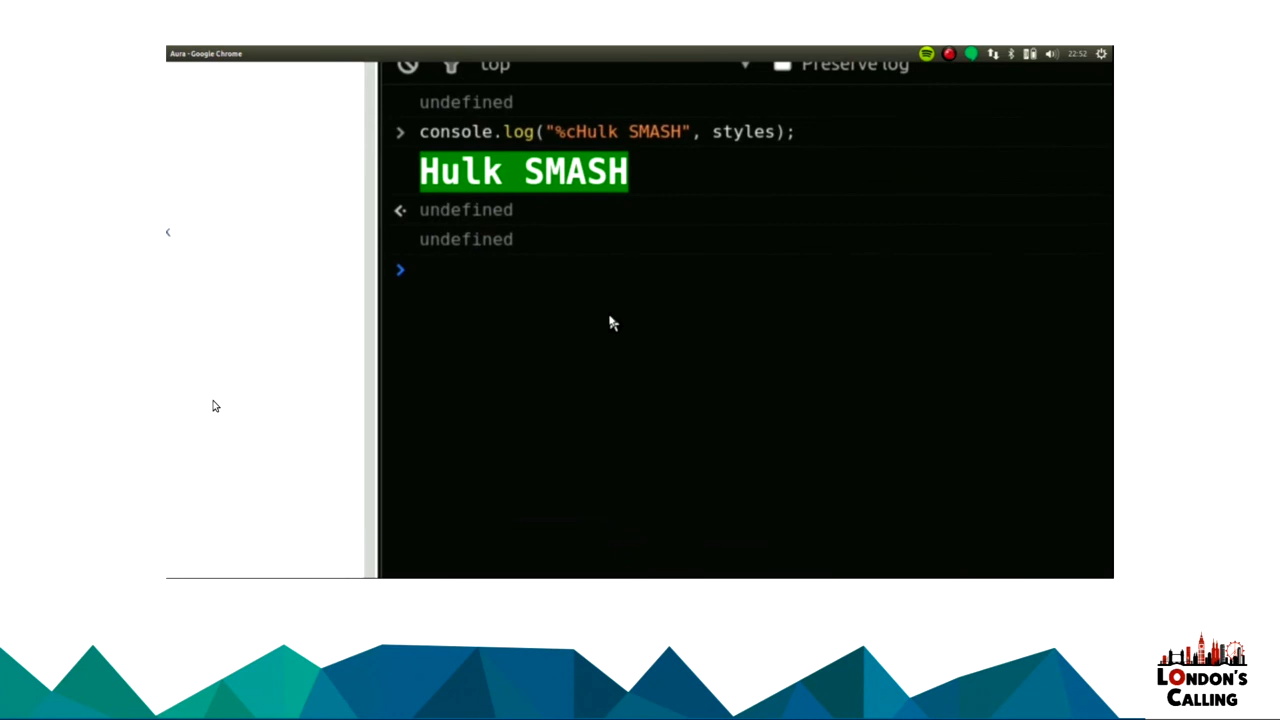 Aura - Google Chrome
22:52
top
Preserve log
undefined
> console.log("%cHulk SMASH", styles);
Hulk SMASH
undefined
undefined
>
LONDON'S
CALLING